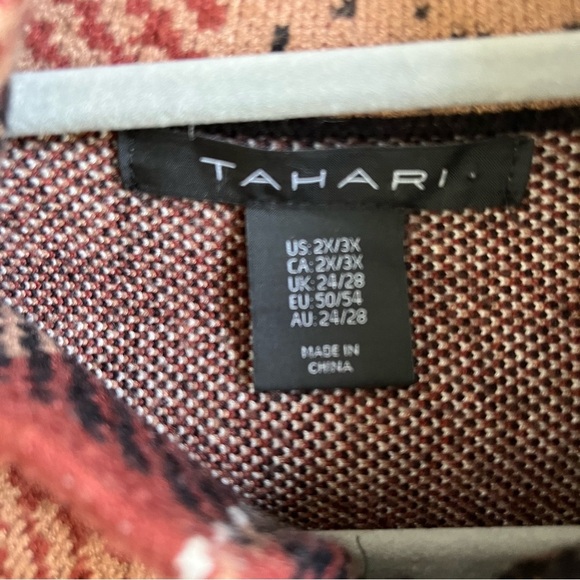 TAHARI
US: 2X/3X
CA: 2X/3X
UK: 24/28
EU: 50/54
AU: 24/28
MADE IN
CHINA